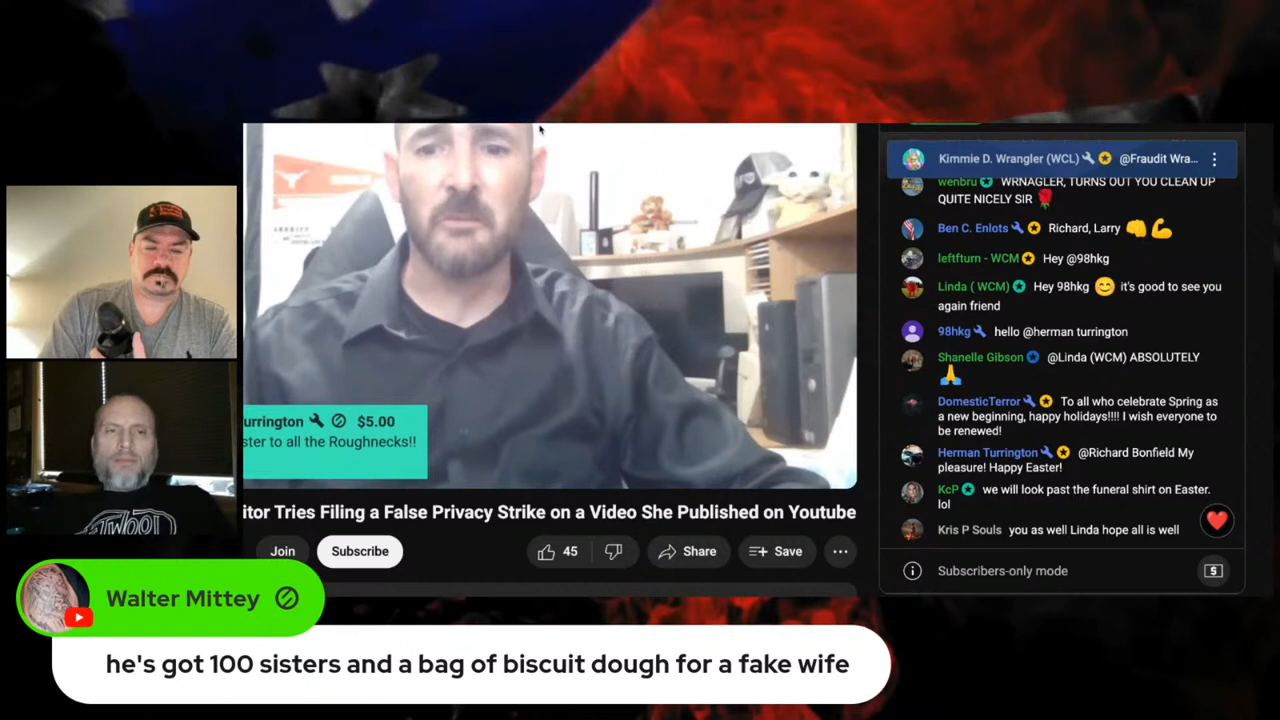 Kimmie D. Wrangler (WCL) @Fraudit Wra...
wenbru WRNAGLER, TURNS OUT YOU CLEAN UP
QUITE NICELY SIR
Ben C. Enlots Richard, Larry
leftfturn - WCM Hey @98hkg
Linda ( WCM) Hey 98hkg it's good to see you
again friend
98hkg hello @herman turrington
Shanelle Gibson @Linda (WCM) ABSOLUTELY
DomesticTerror To all who celebrate Spring as
a new beginning, happy holidays!!!! I wish everyone to
be renewed!
Herman Turrington @Richard Bonfield My
pleasure! Happy Easter!
KcP we will look past the funeral shirt on Easter.
lol
Kris P Souls you as well Linda hope all is well
Subscribers-only mode
urrington $5.00
ster to all the Roughnecks!!
itor Tries Filing a False Privacy Strike on a Video She Published on Youtube
Join Subscribe 45 Share Save
Walter Mittey
he's got 100 sisters and a bag of biscuit dough for a fake wife